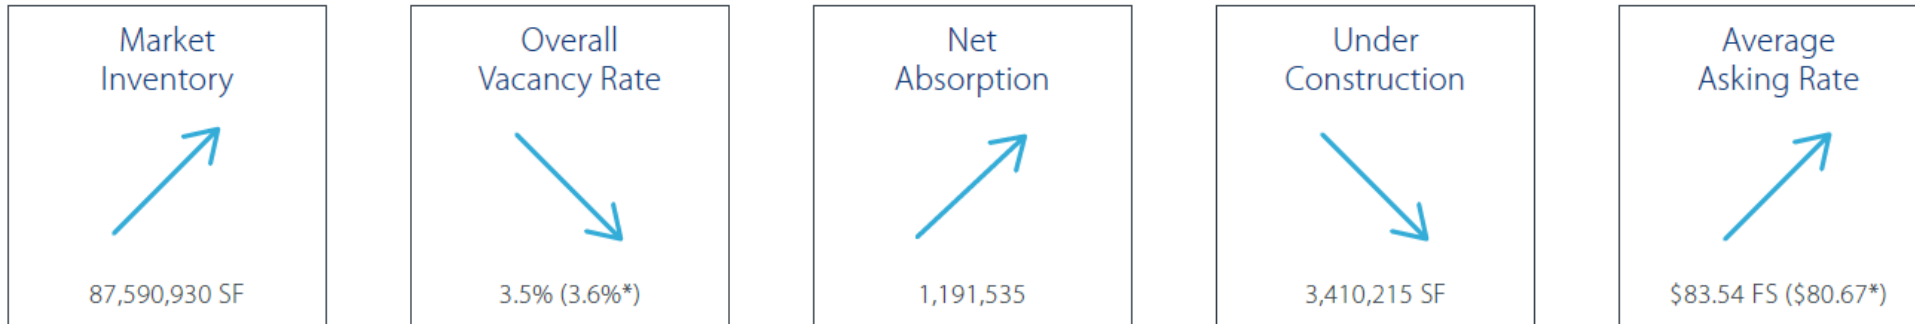 Market
Inventory
87,590,930 SF
Overall
Vacancy Rate
3.5% (3.6%*)
Net
Absorption
1,191,535
Under
Construction
3,410,215 SF
Average
Asking Rate
$83.54 FS ($80.67*)